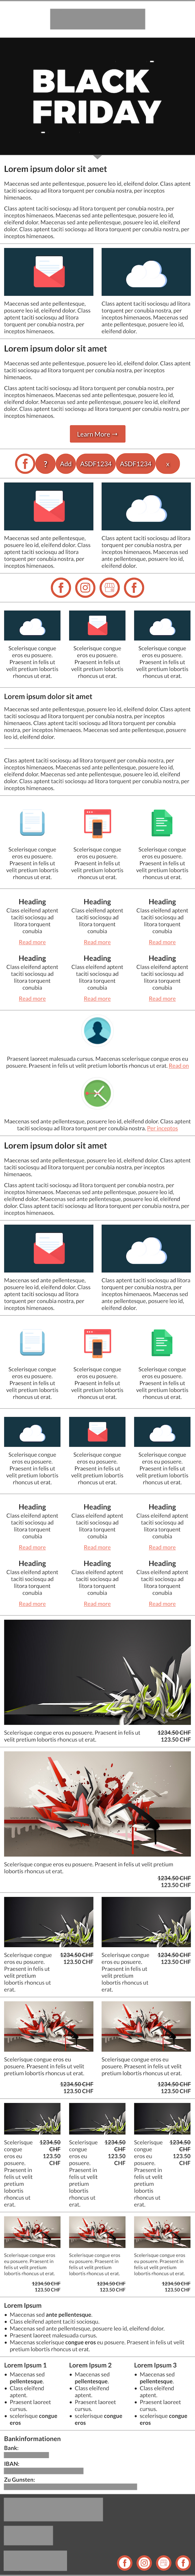 BLACK
FRIDAY
Lorem ipsum dolor sit amet
Maecenas sed ante pellentesque, posuere leo id, eleifend dolor. Class aptent
taciti sociosqu ad litora torquent per conubia nostra, per inceptos
himenaeos.
Class aptent taciti sociosqu ad litora torquent per conubia nostra, per
inceptos himenaeos. Maecenas sed ante pellentesque, posuere leo id,
eleifend dolor. Maecenas sed ante pellentesque, posuere leo id, eleifend
dolor. Class aptent taciti sociosqu ad litora torquent per conubia nostra, per
inceptos himenaeos.
Maecenas sed ante pellentesque,
posuere leo id, eleifend dolor. Class
aptent taciti sociosqu ad litora
torquent per conubia nostra, per
inceptos himenaeos.
Class aptent taciti sociosqu ad litora
torquent per conubia nostra, per
inceptos himenaeos. Maecenas sed
ante pellentesque, posuere leo id,
eleifend dolor.
Lorem ipsum dolor sit amet
Maecenas sed ante pellentesque, posuere leo id, eleifend dolor. Class aptent
taciti sociosqu ad litora torquent per conubia nostra, per inceptos
himenaeos.
Class aptent taciti sociosqu ad litora torquent per conubia nostra, per
inceptos himenaeos. Maecenas sed ante pellentesque, posuere leo id,
eleifend dolor. Maecenas sed ante pellentesque, posuere leo id, eleifend
dolor. Class aptent taciti sociosqu ad litora torquent per conubia nostra, per
inceptos himenaeos.
Learn More →
? Add ASDF1234 ASDF1234 x
Maecenas sed ante pellentesque,
posuere leo id, eleifend dolor. Class
aptent taciti sociosqu ad litora
torquent per conubia nostra, per
inceptos himenaeos.
Class aptent taciti sociosqu ad litora
torquent per conubia nostra, per
inceptos himenaeos. Maecenas sed
ante pellentesque, posuere leo id,
eleifend dolor.
Scelerisque congue
eros eu posuere.
Praesent in felis ut
velit pretium lobortis
rhoncus ut erat.
Scelerisque congue
eros eu posuere.
Praesent in felis ut
velit pretium lobortis
rhoncus ut erat.
Scelerisque congue
eros eu posuere.
Praesent in felis ut
velit pretium lobortis
rhoncus ut erat.
Lorem ipsum dolor sit amet
Maecenas sed ante pellentesque, posuere leo id, eleifend dolor. Class aptent
taciti sociosqu ad litora torquent per conubia nostra, per inceptos
himenaeos. Class aptent taciti sociosqu ad litora torquent per conubia
nostra, per inceptos himenaeos. Maecenas sed ante pellentesque, posuere
leo id, eleifend dolor.
Class aptent taciti sociosqu ad litora torquent per conubia nostra, per
inceptos himenaeos. Maecenas sed ante pellentesque, posuere leo id,
eleifend dolor. Maecenas sed ante pellentesque, posuere leo id, eleifend
dolor. Class aptent taciti sociosqu ad litora torquent per conubia nostra, per
inceptos himenaeos.
Scelerisque congue
eros eu posuere.
Praesent in felis ut
velit pretium lobortis
rhoncus ut erat.
Scelerisque congue
eros eu posuere.
Praesent in felis ut
velit pretium lobortis
rhoncus ut erat.
Scelerisque congue
eros eu posuere.
Praesent in felis ut
velit pretium lobortis
rhoncus ut erat.
Heading
Class eleifend aptent
taciti sociosqu ad
litora torquent
conubia
Read more
Heading
Class eleifend aptent
taciti sociosqu ad
litora torquent
conubia
Read more
Heading
Class eleifend aptent
taciti sociosqu ad
litora torquent
conubia
Read more
Heading
Class eleifend aptent
taciti sociosqu ad
litora torquent
conubia
Read more
Heading
Class eleifend aptent
taciti sociosqu ad
litora torquent
conubia
Read more
Heading
Class eleifend aptent
taciti sociosqu ad
litora torquent
conubia
Read more
Praesent laoreet malesuada cursus. Maecenas scelerisque congue eros eu
posuere. Praesent in felis ut velit pretium lobortis rhoncus ut erat. Read on
Maecenas sed ante pellentesque, posuere leo id, eleifend dolor. Class aptent
taciti sociosqu ad litora torquent per conubia nostra. Per inceptos
Lorem ipsum dolor sit amet
Maecenas sed ante pellentesque, posuere leo id, eleifend dolor. Class aptent
taciti sociosqu ad litora torquent per conubia nostra, per inceptos
himenaeos.
Class aptent taciti sociosqu ad litora torquent per conubia nostra, per
inceptos himenaeos. Maecenas sed ante pellentesque, posuere leo id,
eleifend dolor. Maecenas sed ante pellentesque, posuere leo id, eleifend
dolor. Class aptent taciti sociosqu ad litora torquent per conubia nostra, per
inceptos himenaeos.
Maecenas sed ante pellentesque,
posuere leo id, eleifend dolor. Class
aptent taciti sociosqu ad litora
torquent per conubia nostra, per
inceptos himenaeos.
Class aptent taciti sociosqu ad litora
torquent per conubia nostra, per
inceptos himenaeos. Maecenas sed
ante pellentesque, posuere leo id,
eleifend dolor.
Scelerisque congue
eros eu posuere.
Praesent in felis ut
velit pretium lobortis
rhoncus ut erat.
Scelerisque congue
eros eu posuere.
Praesent in felis ut
velit pretium lobortis
rhoncus ut erat.
Scelerisque congue
eros eu posuere.
Praesent in felis ut
velit pretium lobortis
rhoncus ut erat.
Scelerisque congue
eros eu posuere.
Praesent in felis ut
velit pretium lobortis
rhoncus ut erat.
Scelerisque congue
eros eu posuere.
Praesent in felis ut
velit pretium lobortis
rhoncus ut erat.
Scelerisque congue
eros eu posuere.
Praesent in felis ut
velit pretium lobortis
rhoncus ut erat.
Heading
Class eleifend aptent
taciti sociosqu ad
litora torquent
conubia
Read more
Heading
Class eleifend aptent
taciti sociosqu ad
litora torquent
conubia
Read more
Heading
Class eleifend aptent
taciti sociosqu ad
litora torquent
conubia
Read more
Heading
Class eleifend aptent
taciti sociosqu ad
litora torquent
conubia
Read more
Heading
Class eleifend aptent
taciti sociosqu ad
litora torquent
conubia
Read more
Heading
Class eleifend aptent
taciti sociosqu ad
litora torquent
conubia
Read more
Scelerisque congue eros eu posuere. Praesent in felis ut
velit pretium lobortis rhoncus ut erat.
1234.50 CHF
123.50 CHF
Scelerisque congue eros eu posuere. Praesent in felis ut velit pretium
lobortis rhoncus ut erat.
1234.50 CHF
123.50 CHF
Scelerisque congue
eros eu posuere.
Praesent in felis ut
velit pretium
lobortis rhoncus ut
erat.
1234.50 CHF
123.50 CHF
Scelerisque congue
eros eu posuere.
Praesent in felis ut
velit pretium
lobortis rhoncus ut
erat.
1234.50 CHF
123.50 CHF
Scelerisque congue eros eu
posuere. Praesent in felis ut velit
pretium lobortis rhoncus ut erat.
1234.50 CHF
123.50 CHF
Scelerisque congue eros eu
posuere. Praesent in felis ut velit
pretium lobortis rhoncus ut erat.
1234.50 CHF
123.50 CHF
Scelerisque
congue
eros eu
posuere.
Praesent in
felis ut velit
pretium
lobortis
rhoncus ut
erat.
1234.50
CHF
123.50
CHF
Scelerisque
congue
eros eu
posuere.
Praesent in
felis ut velit
pretium
lobortis
rhoncus ut
erat.
1234.50
CHF
123.50
CHF
Scelerisque
congue
eros eu
posuere.
Praesent in
felis ut velit
pretium
lobortis
rhoncus ut
erat.
1234.50
CHF
123.50
CHF
Scelerisque congue eros
eu posuere. Praesent in
felis ut velit pretium
lobortis rhoncus ut erat.
1234.50 CHF
123.50 CHF
Scelerisque congue eros
eu posuere. Praesent in
felis ut velit pretium
lobortis rhoncus ut erat.
1234.50 CHF
123.50 CHF
Scelerisque congue eros
eu posuere. Praesent in
felis ut velit pretium
lobortis rhoncus ut erat.
1234.50 CHF
123.50 CHF
Lorem Ipsum
• Maecenas sed ante pellentesque.
• Class eleifend aptent taciti sociosqu.
• Maecenas sed ante pellentesque, posuere leo id, eleifend dolor.
• Praesent laoreet malesuada cursus.
• Maecenas scelerisque congue eros eu posuere. Praesent in felis ut velit
pretium lobortis rhoncus ut erat.
Lorem Ipsum 1
• Maecenas sed
pellentesque.
• Class eleifend
aptent.
• Praesent laoreet
cursus.
• scelerisque congue
eros
Lorem Ipsum 2
• Maecenas sed
pellentesque.
• Class eleifend
aptent.
• Praesent laoreet
cursus.
• scelerisque congue
eros
Lorem Ipsum 3
• Maecenas sed
pellentesque.
• Class eleifend
aptent.
• Praesent laoreet
cursus.
• scelerisque congue
eros
Bankinformationen
Bank:
IBAN:
Zu Gunsten: